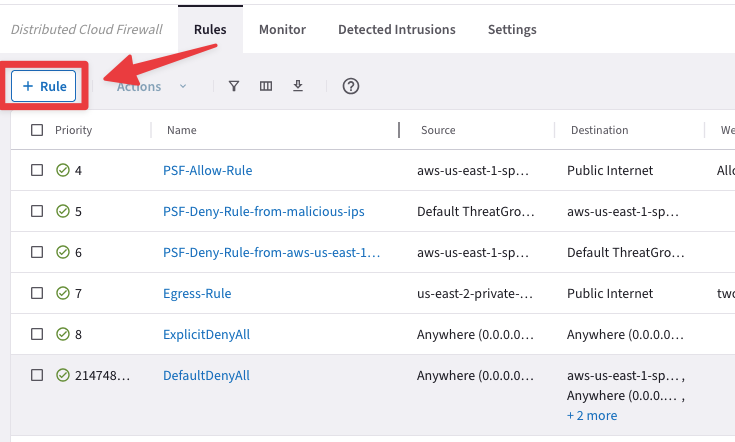 Distributed Cloud Firewall Rules Monitor Detected Intrusions Settings
+ Rule Actions
Priority Name Source Destination We
4 PSF-Allow-Rule aws-us-east-1-sp... Public Internet Allo
5 PSF-Deny-Rule-from-malicious-ips Default ThreatGro... aws-us-east-1-sp...
6 PSF-Deny-Rule-from-aws-us-east-1... aws-us-east-1-sp... Default ThreatGro...
7 Egress-Rule us-east-2-private-... Public Internet two
8 ExplicitDenyAll Anywhere (0.0.0.0... Anywhere (0.0.0.0...
214748... DefaultDenyAll Anywhere (0.0.0.0... aws-us-east-1-sp... ,
Anywhere (0.0.0.... ,
+ 2 more